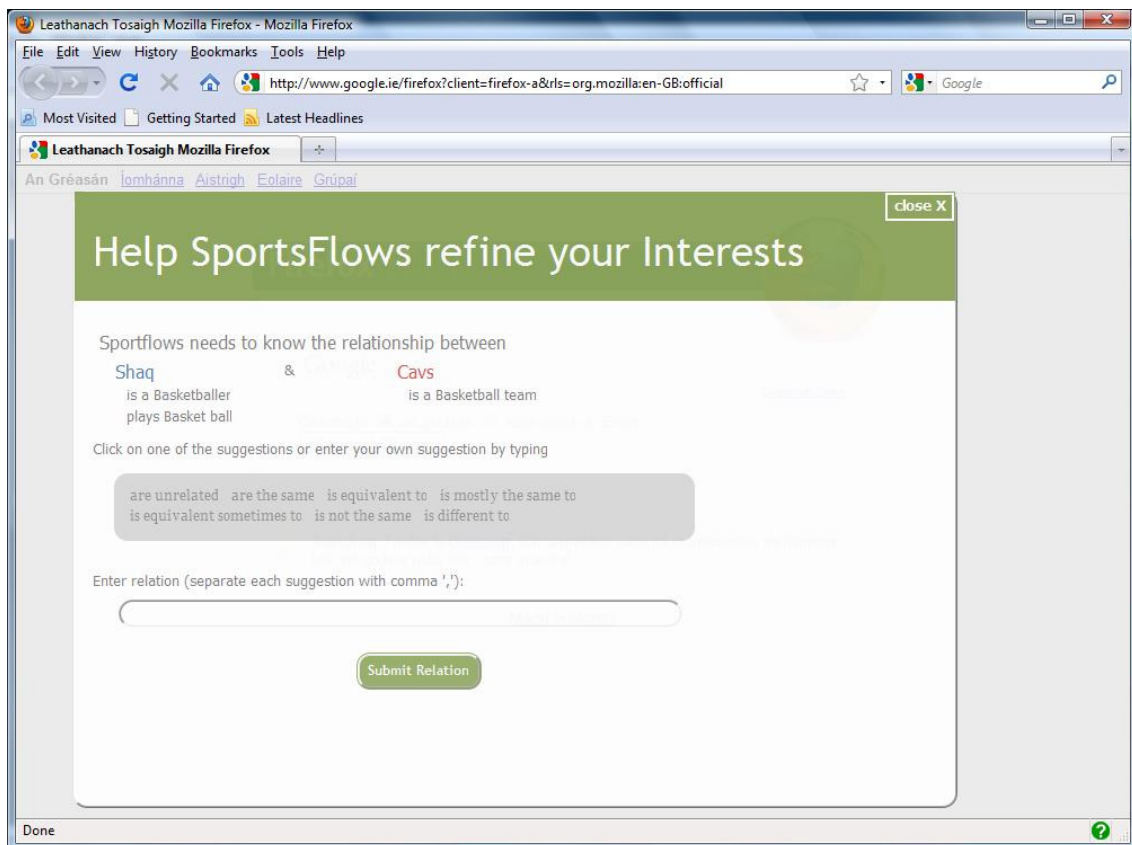 Leathanach Tosaigh Mozilla Firefox - Mozilla Firefox
File Edit View History Bookmarks Tools Help
http://www.google.ie/firefox?client=firefox-a&rls=org.mozilla:en-GB:official Google
Most Visited Getting Started Latest Headlines
Leathanach Tosaigh Mozilla Firefox
An Gréasán Íomhánna Aistrigh Eolaire Grúpaí
close X
Help SportsFlows refine your Interests
Sportflows needs to know the relationship between
Shaq & Cavs
is a Basketballer is a Basketball team
plays Basket ball
Click on one of the suggestions or enter your own suggestion by typing
are unrelated are the same is equivalent to is mostly the same to
is equivalent sometimes to is not the same is different to
Enter relation (separate each suggestion with comma ','):
Submit Relation
Done